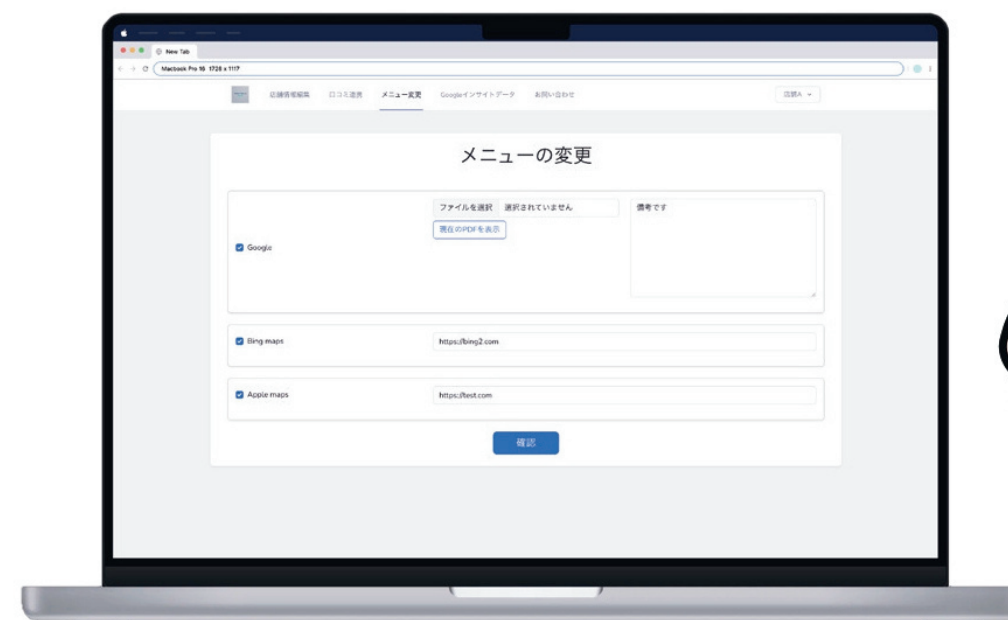 New Tab
Macbook Pro 16 1728 x 1117
店舗情報編集 口コミ連携 メニュー変更 Googleインサイトデータ お問い合わせ 店舗A
メニューの変更
Google
ファイルを選択 選択されていません
現在のPDFを表示
備考です
Bing maps https://bing2.com
Apple maps https://test.com
確認